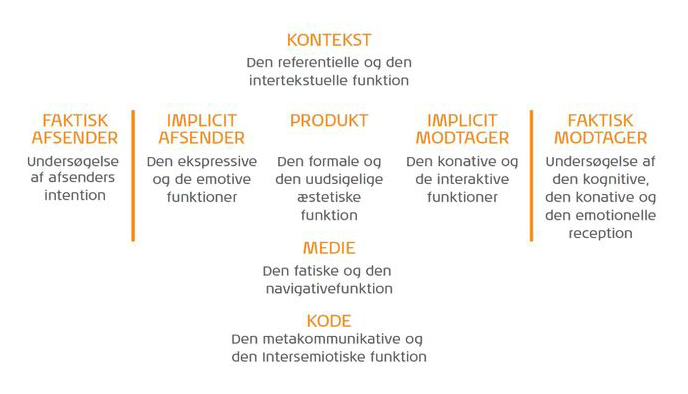 KONTEKST
Den referentielle og den
intertekstuelle funktion
FAKTISK
AFSENDER
Undersøgelse
af afsenders
intention
IMPLICIT
AFSENDER
Den ekspressive
og de emotive
funktioner
PRODUKT
Den formale og
den uudsigelige
æstetiske
funktion
IMPLICIT
MODTAGER
Den konative og
de interaktive
funktioner
FAKTISK
MODTAGER
Undersøgelse af
den kognitive,
den konative og
den emotionelle
reception
MEDIE
Den fatiske og den
navigativefunktion
KODE
Den metakommunikative og
den Intersemiotiske funktion